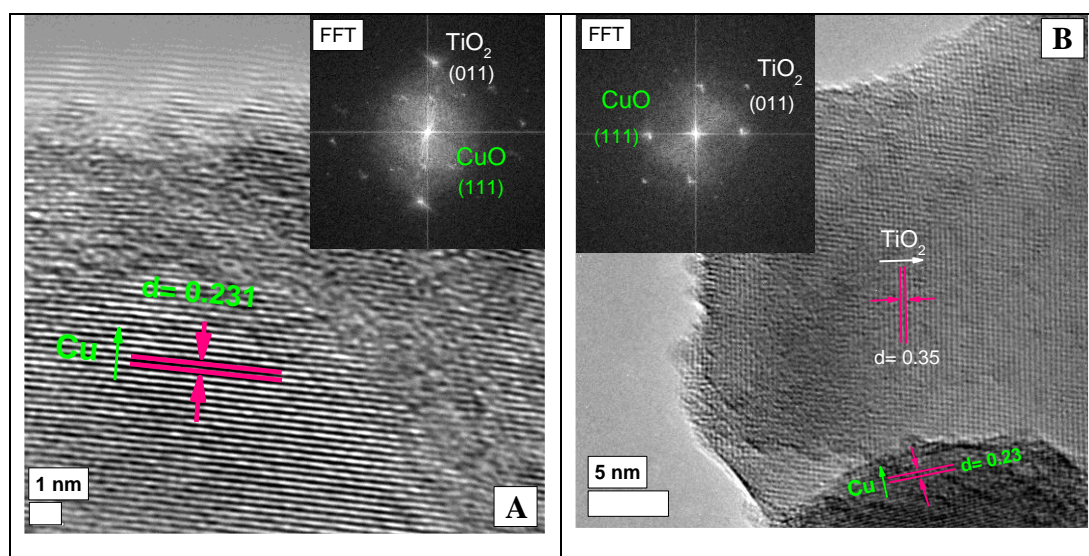 FFT
TiO2
(011)
CuO
(111)
d= 0.231
Cu
1 nm
A
FFT
B
TiO2
(011)
CuO
(111)
TiO2
d= 0.35
d= 0.23
Cu
5 nm